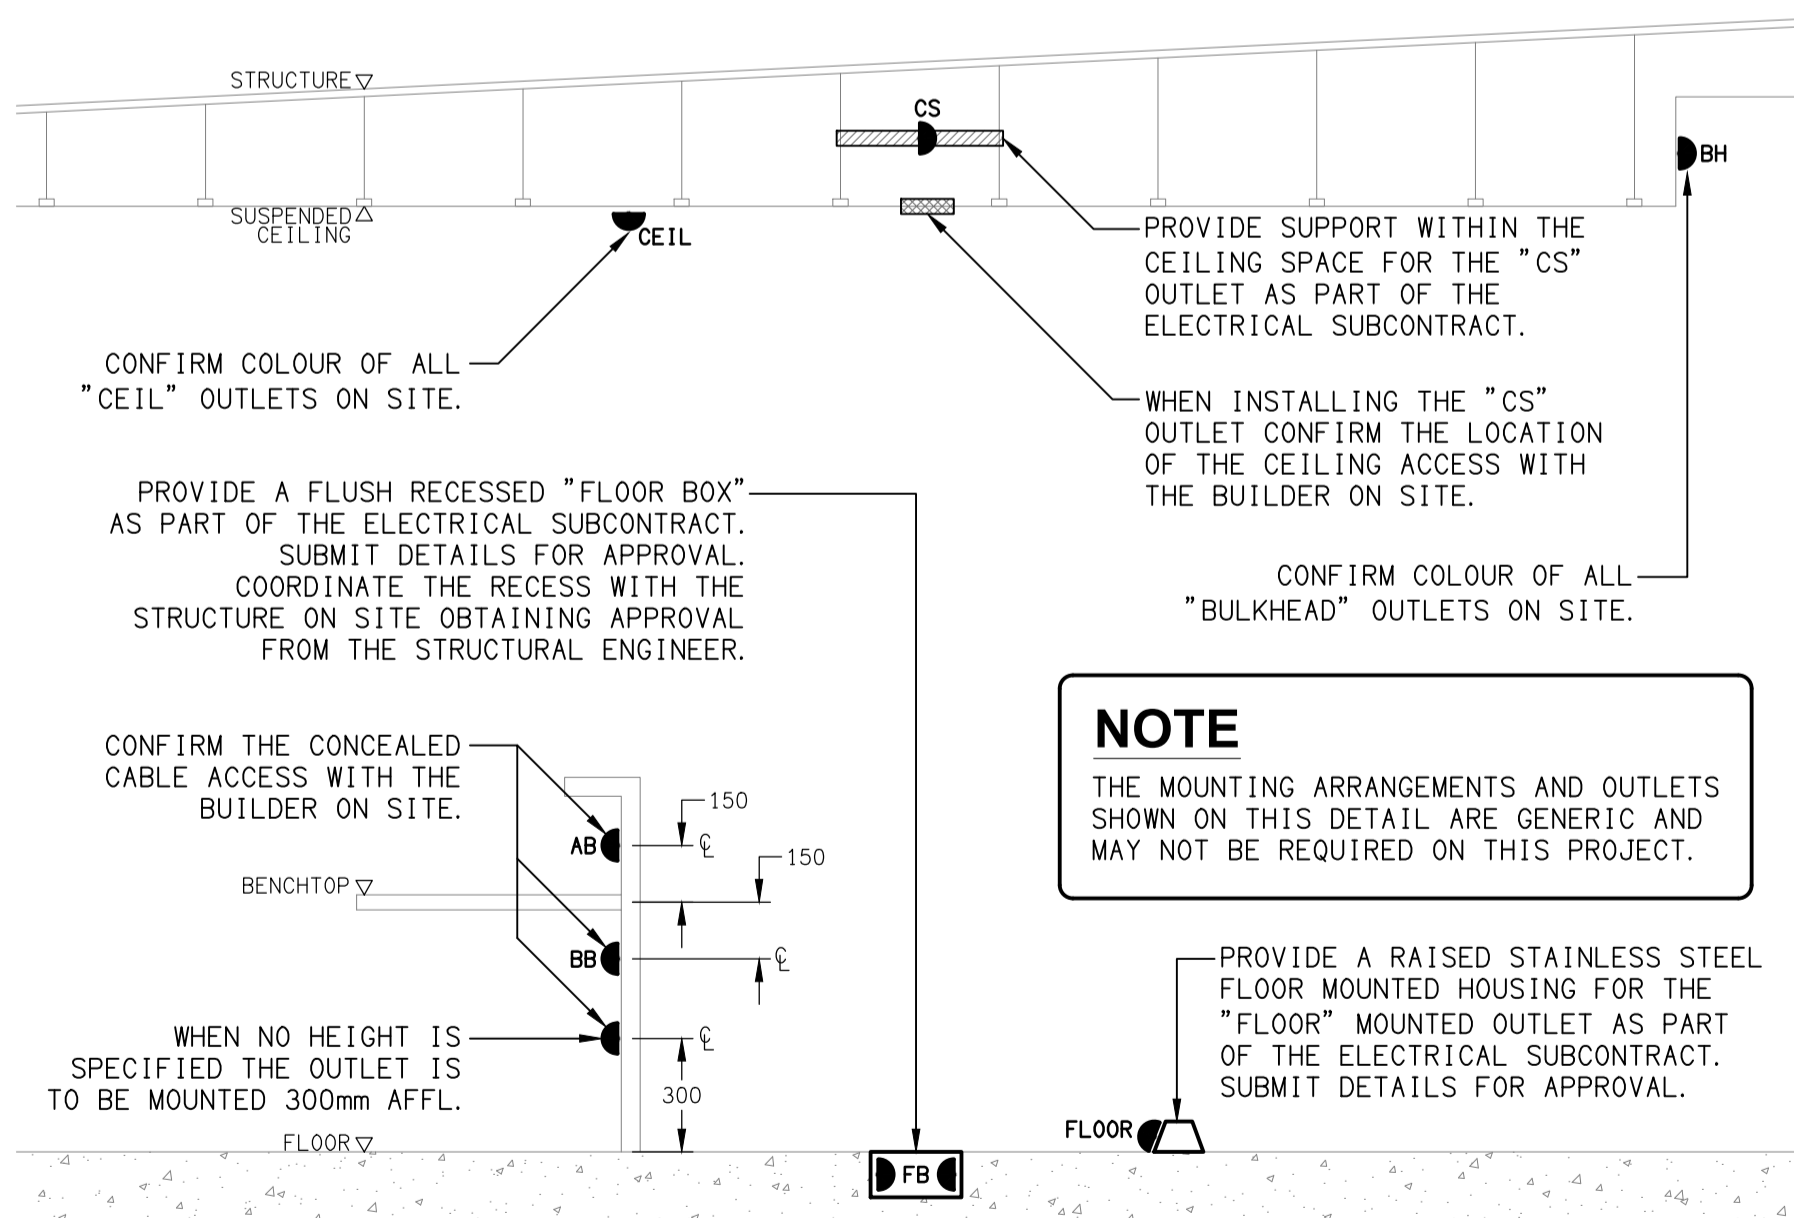 STRUCTURE
CS
BH
SUSPENDED
CEILING
CEIL
PROVIDE SUPPORT WITHIN THE
CEILING SPACE FOR THE "CS"
OUTLET AS PART OF THE
ELECTRICAL SUBCONTRACT.
CONFIRM COLOUR OF ALL
"CEIL" OUTLETS ON SITE.
WHEN INSTALLING THE "CS"
OUTLET CONFIRM THE LOCATION
OF THE CEILING ACCESS WITH
THE BUILDER ON SITE.
PROVIDE A FLUSH RECESSED "FLOOR BOX"
AS PART OF THE ELECTRICAL SUBCONTRACT.
SUBMIT DETAILS FOR APPROVAL.
COORDINATE THE RECESS WITH THE
STRUCTURE ON SITE OBTAINING APPROVAL
FROM THE STRUCTURAL ENGINEER.
CONFIRM COLOUR OF ALL
"BULKHEAD" OUTLETS ON SITE.
NOTE
THE MOUNTING ARRANGEMENTS AND OUTLETS
SHOWN ON THIS DETAIL ARE GENERIC AND
MAY NOT BE REQUIRED ON THIS PROJECT.
CONFIRM THE CONCEALED
CABLE ACCESS WITH THE
BUILDER ON SITE.
150
AB
℄
150
BENCHTOP
BB
℄
WHEN NO HEIGHT IS
SPECIFIED THE OUTLET IS
TO BE MOUNTED 300mm AFFL.
℄
300
PROVIDE A RAISED STAINLESS STEEL
FLOOR MOUNTED HOUSING FOR THE
"FLOOR" MOUNTED OUTLET AS PART
OF THE ELECTRICAL SUBCONTRACT.
SUBMIT DETAILS FOR APPROVAL.
FLOOR
FLOOR
FB